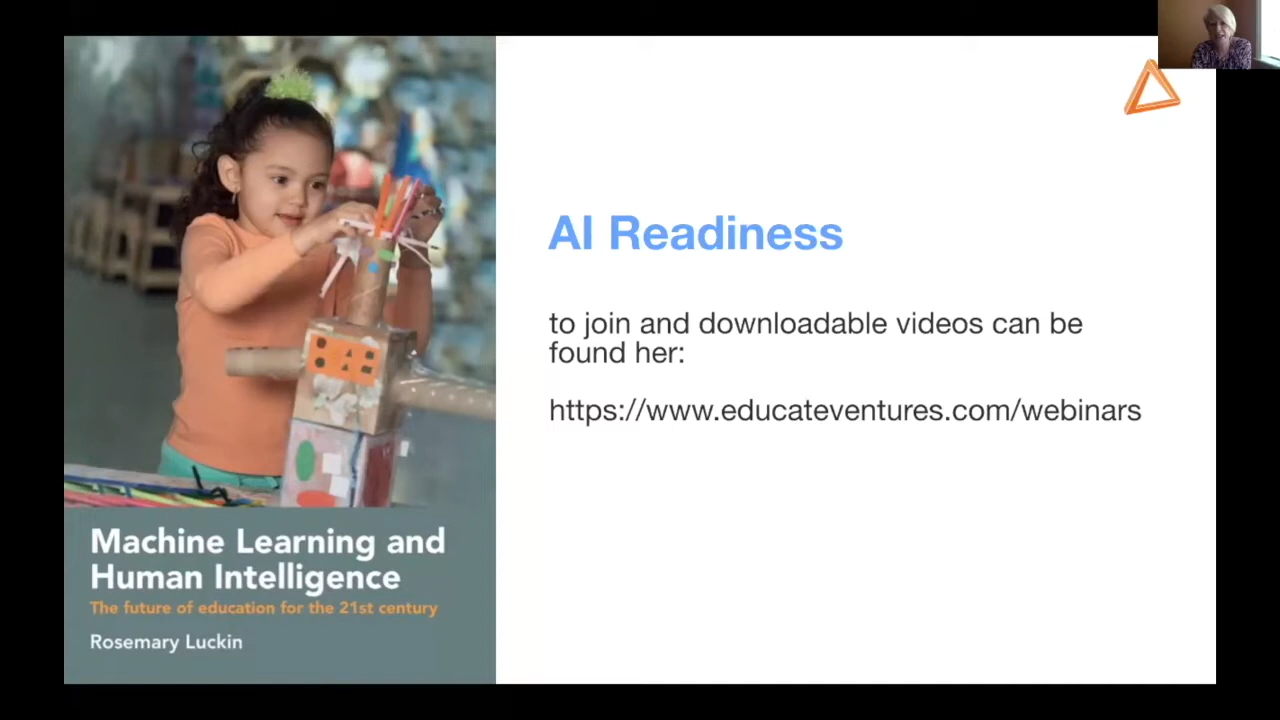 AI Readiness
to join and downloadable videos can be
found her:
https://www.educateventures.com/webinars
Machine Learning and
Human Intelligence
The future of education for the 21st century
Rosemary Luckin